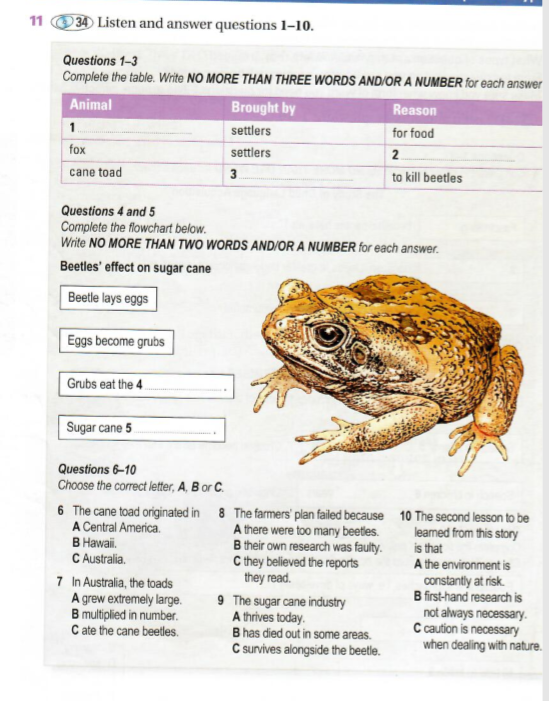 11 34 Listen and answer questions 1–10.
Questions 1–3
Complete the table. Write NO MORE THAN THREE WORDS AND/OR A NUMBER for each answer
Animal Brought by Reason
1 settlers for food
fox settlers 2
cane toad 3 to kill beetles
Questions 4 and 5
Complete the flowchart below.
Write NO MORE THAN TWO WORDS AND/OR A NUMBER for each answer.
Beetles' effect on sugar cane
Beetle lays eggs
Eggs become grubs
Grubs eat the 4 .
Sugar cane 5 .
Questions 6–10
Choose the correct letter, A, B or C.
6 The cane toad originated in
A Central America.
B Hawaii.
C Australia.
7 In Australia, the toads
A grew extremely large.
B multiplied in number.
C ate the cane beetles.
8 The farmers' plan failed because
A there were too many beetles.
B their own research was faulty.
C they believed the reports
they read.
9 The sugar cane industry
A thrives today.
B has died out in some areas.
C survives alongside the beetle.
10 The second lesson to be
learned from this story
is that
A the environment is
constantly at risk.
B first-hand research is
not always necessary.
C caution is necessary
when dealing with nature.